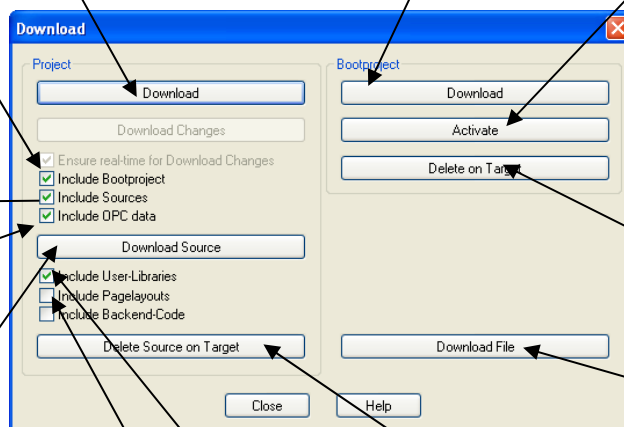 Download
Project
Download
Download Changes
Ensure real-time for Download Changes
Include Bootproject
Include Sources
Include OPC data
Download Source
Include User-Libraries
Include Pagelayouts
Include Backend-Code
Delete Source on Target
Bootproject
Download
Activate
Delete on Target
Download File
Close
Help